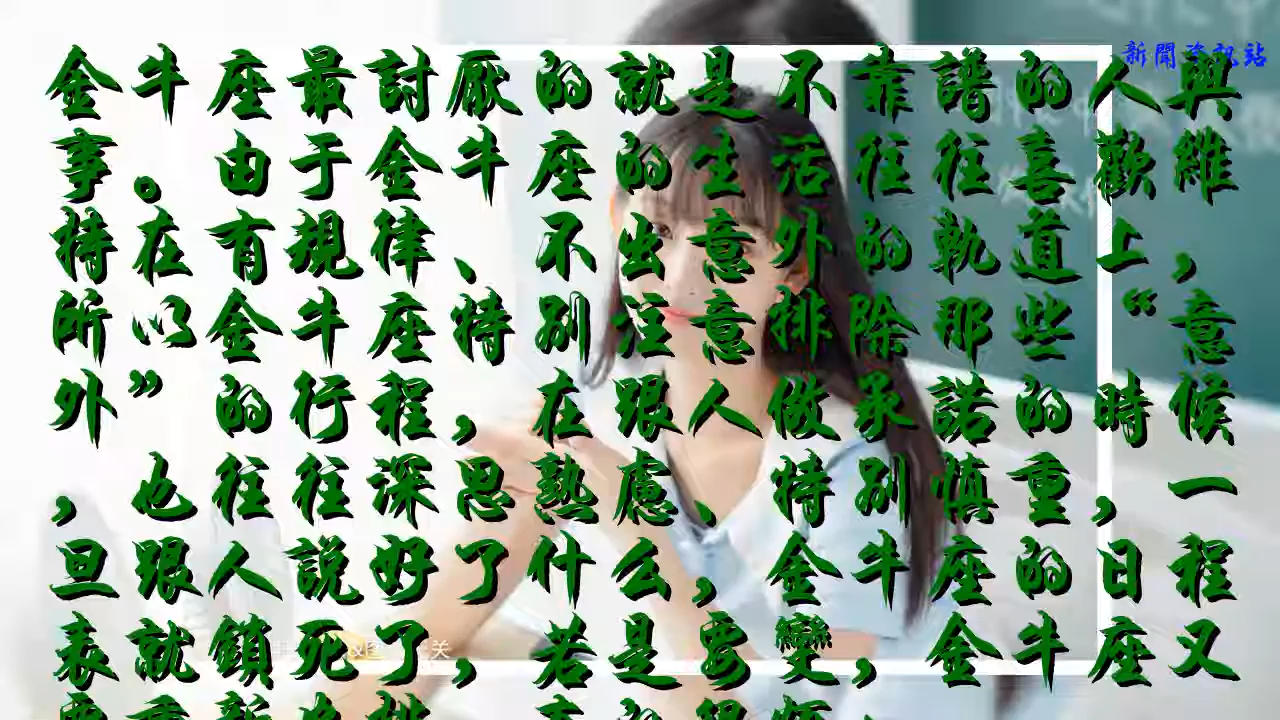 新聞資訊站
金牛座最討厭的就是不靠譜的人與
事。由于金牛座的生活往往喜歡維
持在有規律、不出意外的軌道上,
所以金牛座特別注意排除那些“意
外”的行程,在跟人做承諾的時候
,也往往深思熟慮、特別慎重,一
旦跟人說好了什么,金牛座的日程
表就鎖死了,若是要變,金牛座又